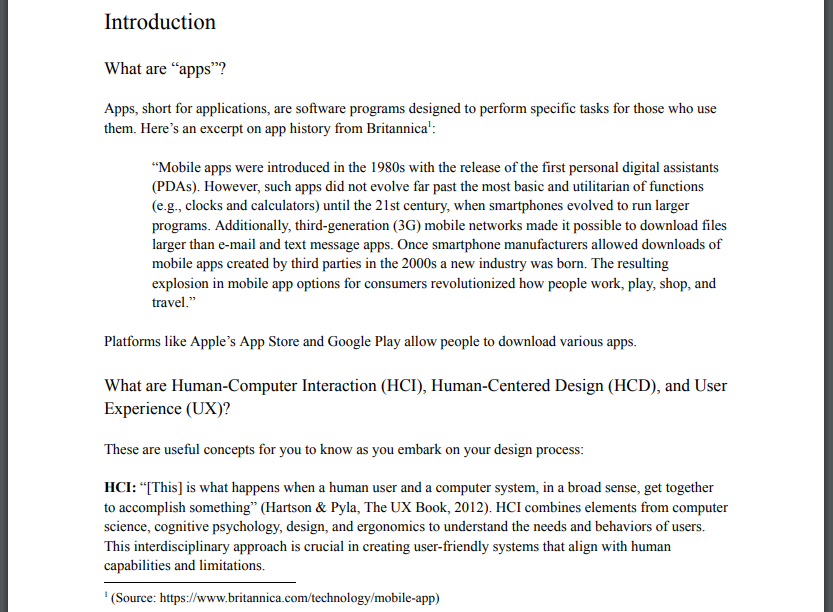 Introduction
What are “apps”?
Apps, short for applications, are software programs designed to perform specific tasks for those who use
them. Here’s an excerpt on app history from Britannica¹:
“Mobile apps were introduced in the 1980s with the release of the first personal digital assistants
(PDAs). However, such apps did not evolve far past the most basic and utilitarian of functions
(e.g., clocks and calculators) until the 21st century, when smartphones evolved to run larger
programs. Additionally, third-generation (3G) mobile networks made it possible to download files
larger than e-mail and text message apps. Once smartphone manufacturers allowed downloads of
mobile apps created by third parties in the 2000s a new industry was born. The resulting
explosion in mobile app options for consumers revolutionized how people work, play, shop, and
travel.”
Platforms like Apple’s App Store and Google Play allow people to download various apps.
What are Human-Computer Interaction (HCI), Human-Centered Design (HCD), and User
Experience (UX)?
These are useful concepts for you to know as you embark on your design process:
HCI: “[This] is what happens when a human user and a computer system, in a broad sense, get together
to accomplish something” (Hartson & Pyla, The UX Book, 2012). HCI combines elements from computer
science, cognitive psychology, design, and ergonomics to understand the needs and behaviors of users.
This interdisciplinary approach is crucial in creating user-friendly systems that align with human
capabilities and limitations.
¹ (Source: https://www.britannica.com/technology/mobile-app)